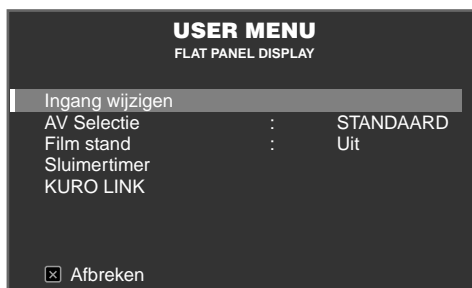 USER MENU
FLAT PANEL DISPLAY
Ingang wijzigen
AV Selectie : STANDAARD
Film stand : Uit
Sluimertimer
KURO LINK
Afbreken